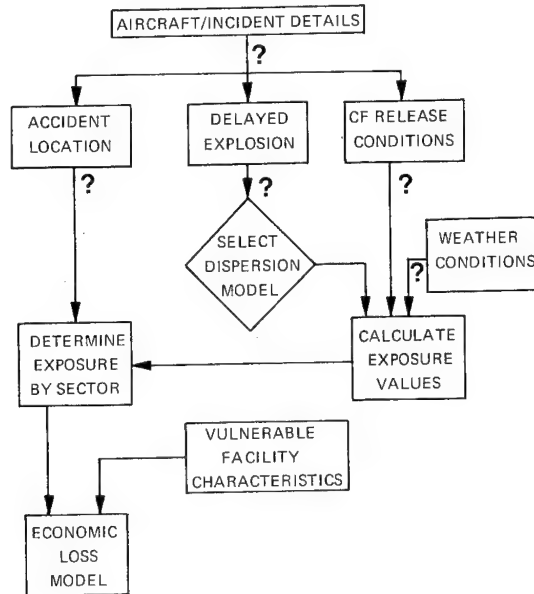 AIRCRAFT/INCIDENT DETAILS
?
ACCIDENT
LOCATION
DELAYED
EXPLOSION
CF RELEASE
CONDITIONS
?
?
?
SELECT
DISPERSION
MODEL
WEATHER
CONDITIONS
?
DETERMINE
EXPOSURE
BY SECTOR
CALCULATE
EXPOSURE
VALUES
VULNERABLE
FACILITY
CHARACTERISTICS
ECONOMIC
LOSS
MODEL